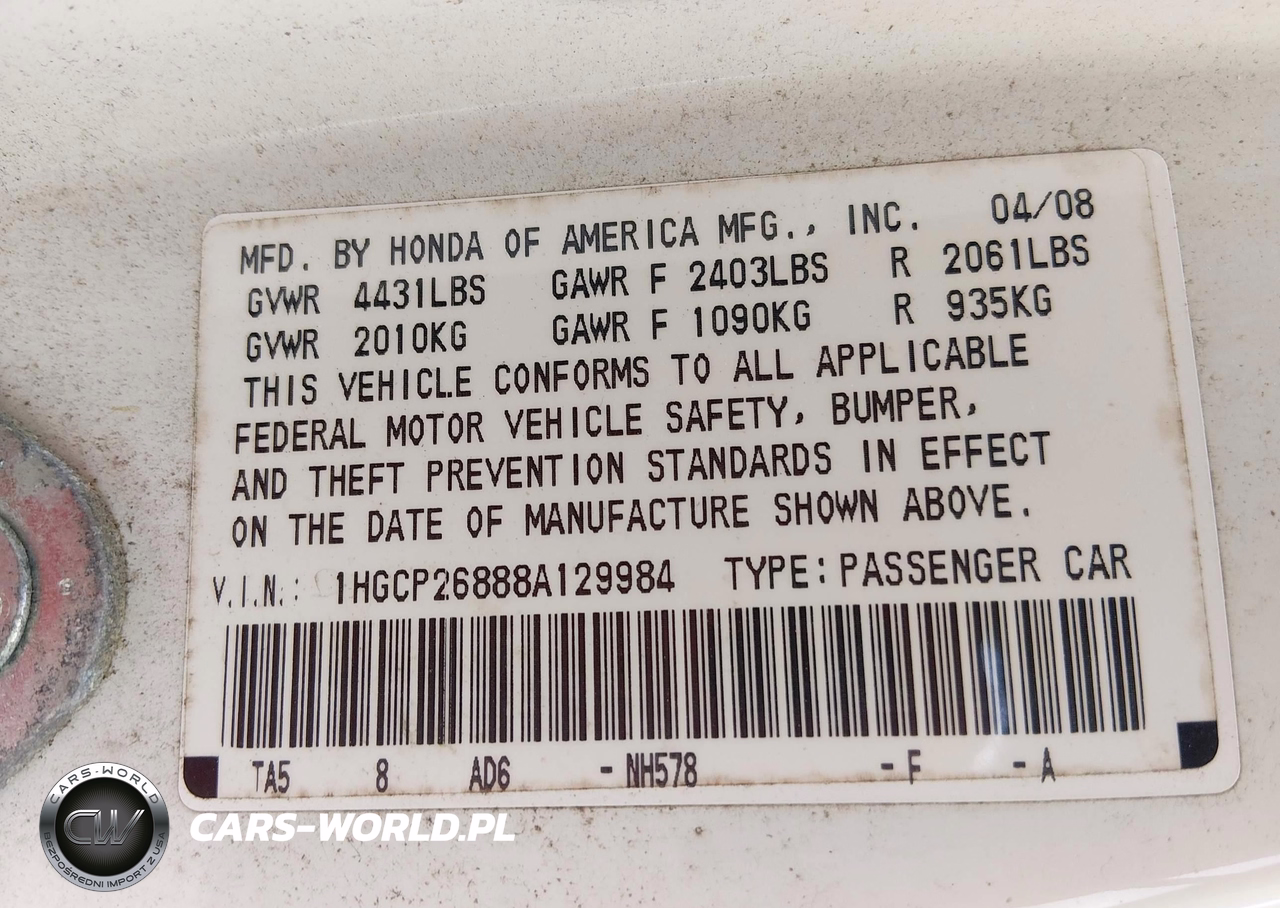 MFD. BY HONDA OF AMERICA MFG., INC. 04/08
GVWR 4431LBS GAWR F 2403LBS R 2061LBS
GVWR 2010KG GAWR F 1090KG R 935KG
THIS VEHICLE CONFORMS TO ALL APPLICABLE
FEDERAL MOTOR VEHICLE SAFETY, BUMPER,
AND THEFT PREVENTION STANDARDS IN EFFECT
ON THE DATE OF MANUFACTURE SHOWN ABOVE.
V.I.N.: 1HGCP26888A129984 TYPE: PASSENGER CAR
TA5 8 AD6 - NH578 - F - A
CARS-WORLD
CW
BEZPOŚREDNI IMPORT Z USA
CARS-WORLD.PL